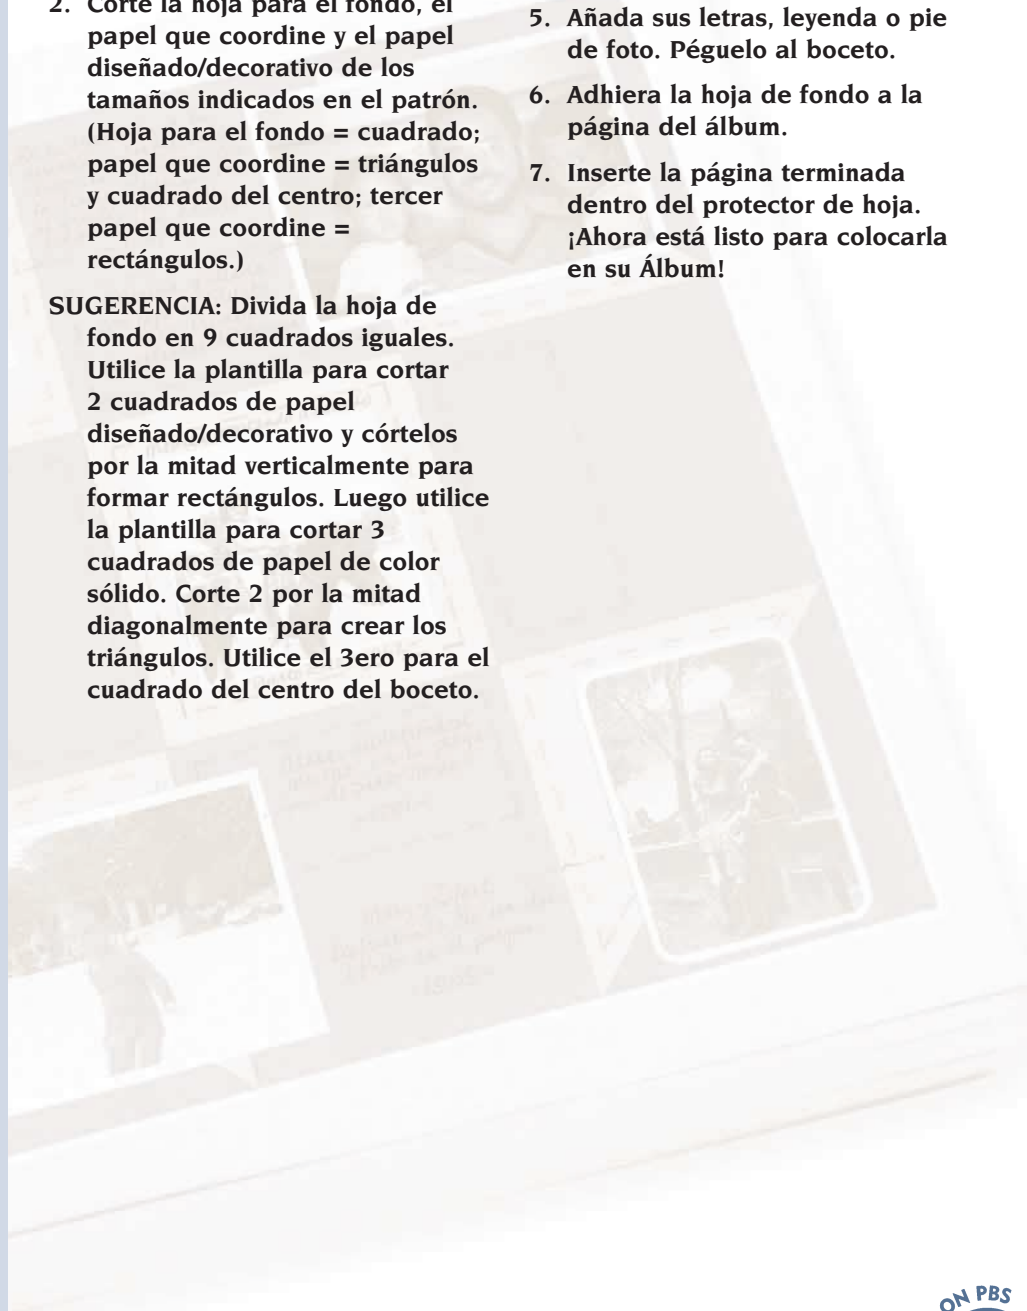 2. Corte la hoja para el fondo, el
papel que coordine y el papel
diseñado/decorativo de los
tamaños indicados en el patrón.
(Hoja para el fondo = cuadrado;
papel que coordine = triángulos
y cuadrado del centro; tercer
papel que coordine =
rectángulos.)
SUGERENCIA: Divida la hoja de
fondo en 9 cuadrados iguales.
Utilice la plantilla para cortar
2 cuadrados de papel
diseñado/decorativo y córtelos
por la mitad verticalmente para
formar rectángulos. Luego utilice
la plantilla para cortar 3
cuadrados de papel de color
sólido. Corte 2 por la mitad
diagonalmente para crear los
triángulos. Utilice el 3ero para el
cuadrado del centro del boceto.
5. Añada sus letras, leyenda o pie
de foto. Péguelo al boceto.
6. Adhiera la hoja de fondo a la
página del álbum.
7. Inserte la página terminada
dentro del protector de hoja.
¡Ahora está listo para colocarla
en su Álbum!
ON PBS